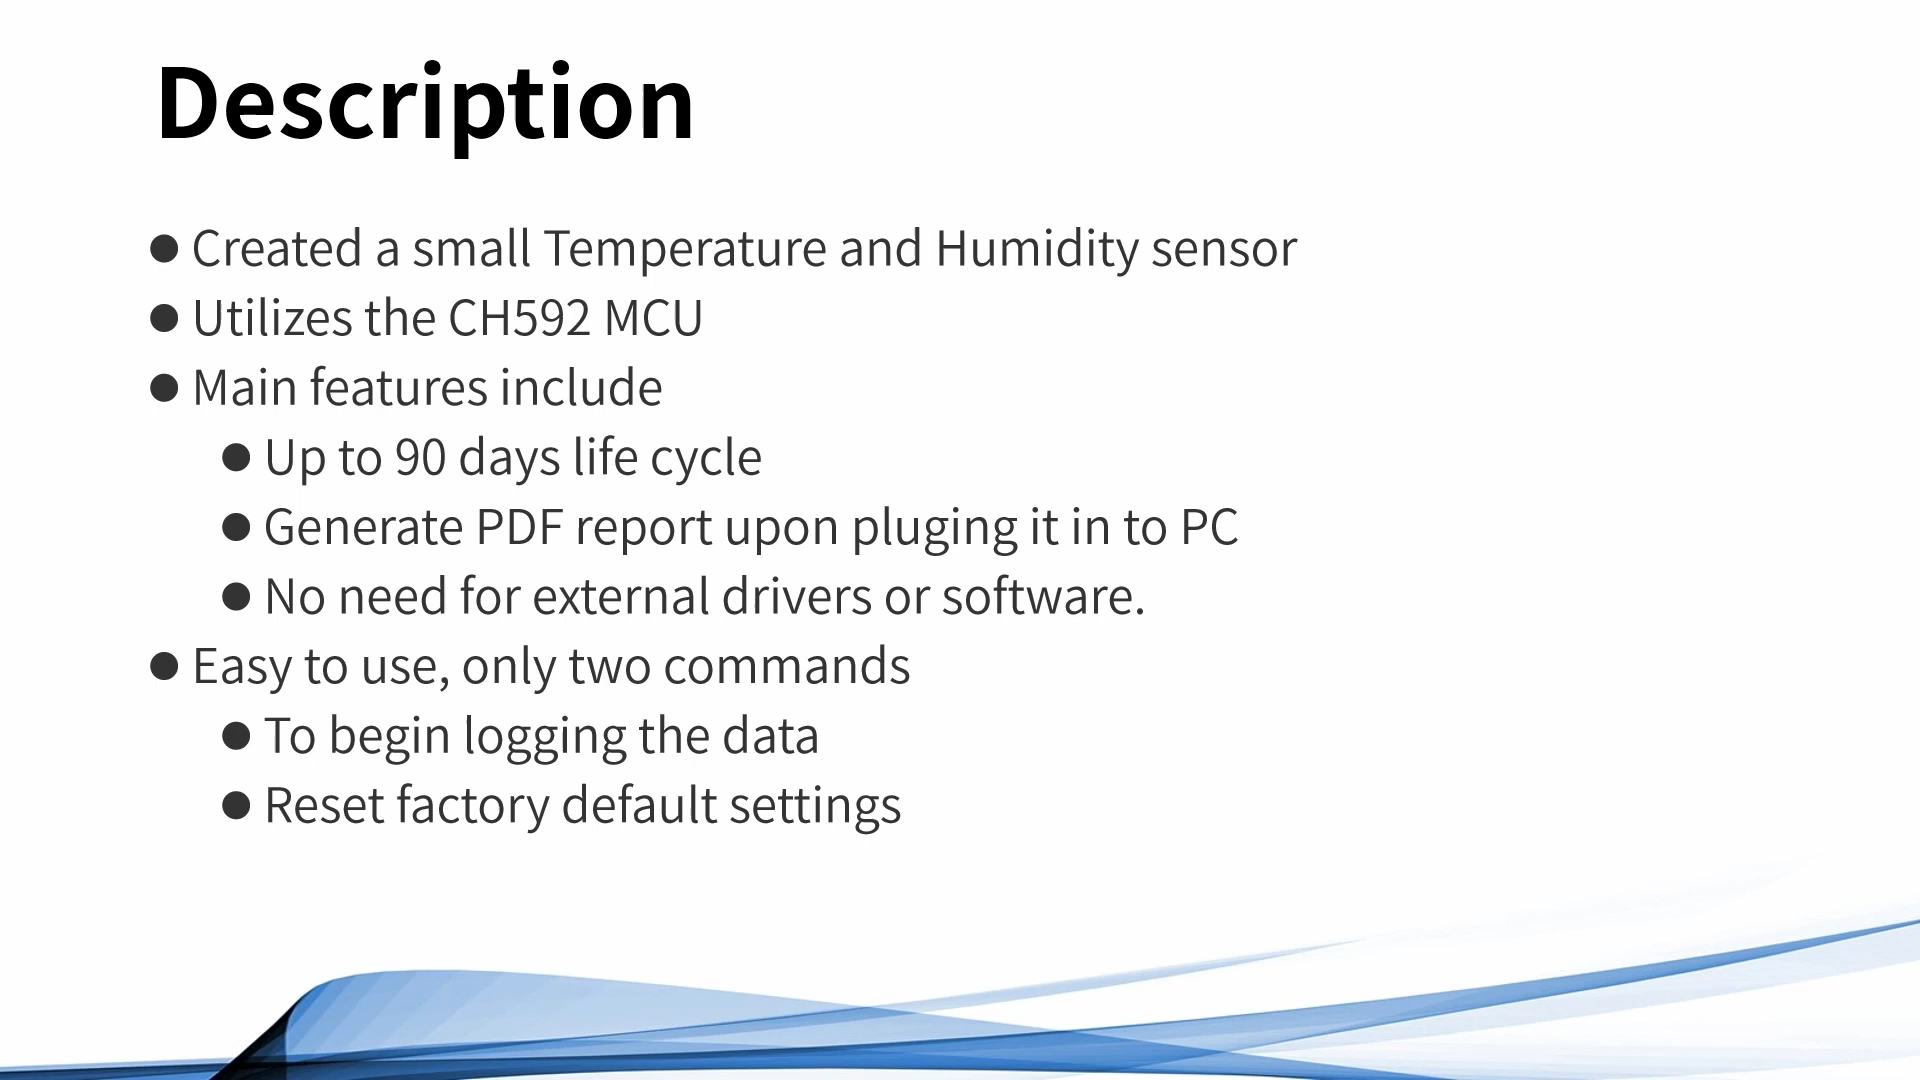 Description
● Created a small Temperature and Humidity sensor
● Utilizes the CH592 MCU
● Main features include
● Up to 90 days life cycle
● Generate PDF report upon pluging it in to PC
● No need for external drivers or software.
● Easy to use, only two commands
● To begin logging the data
● Reset factory default settings